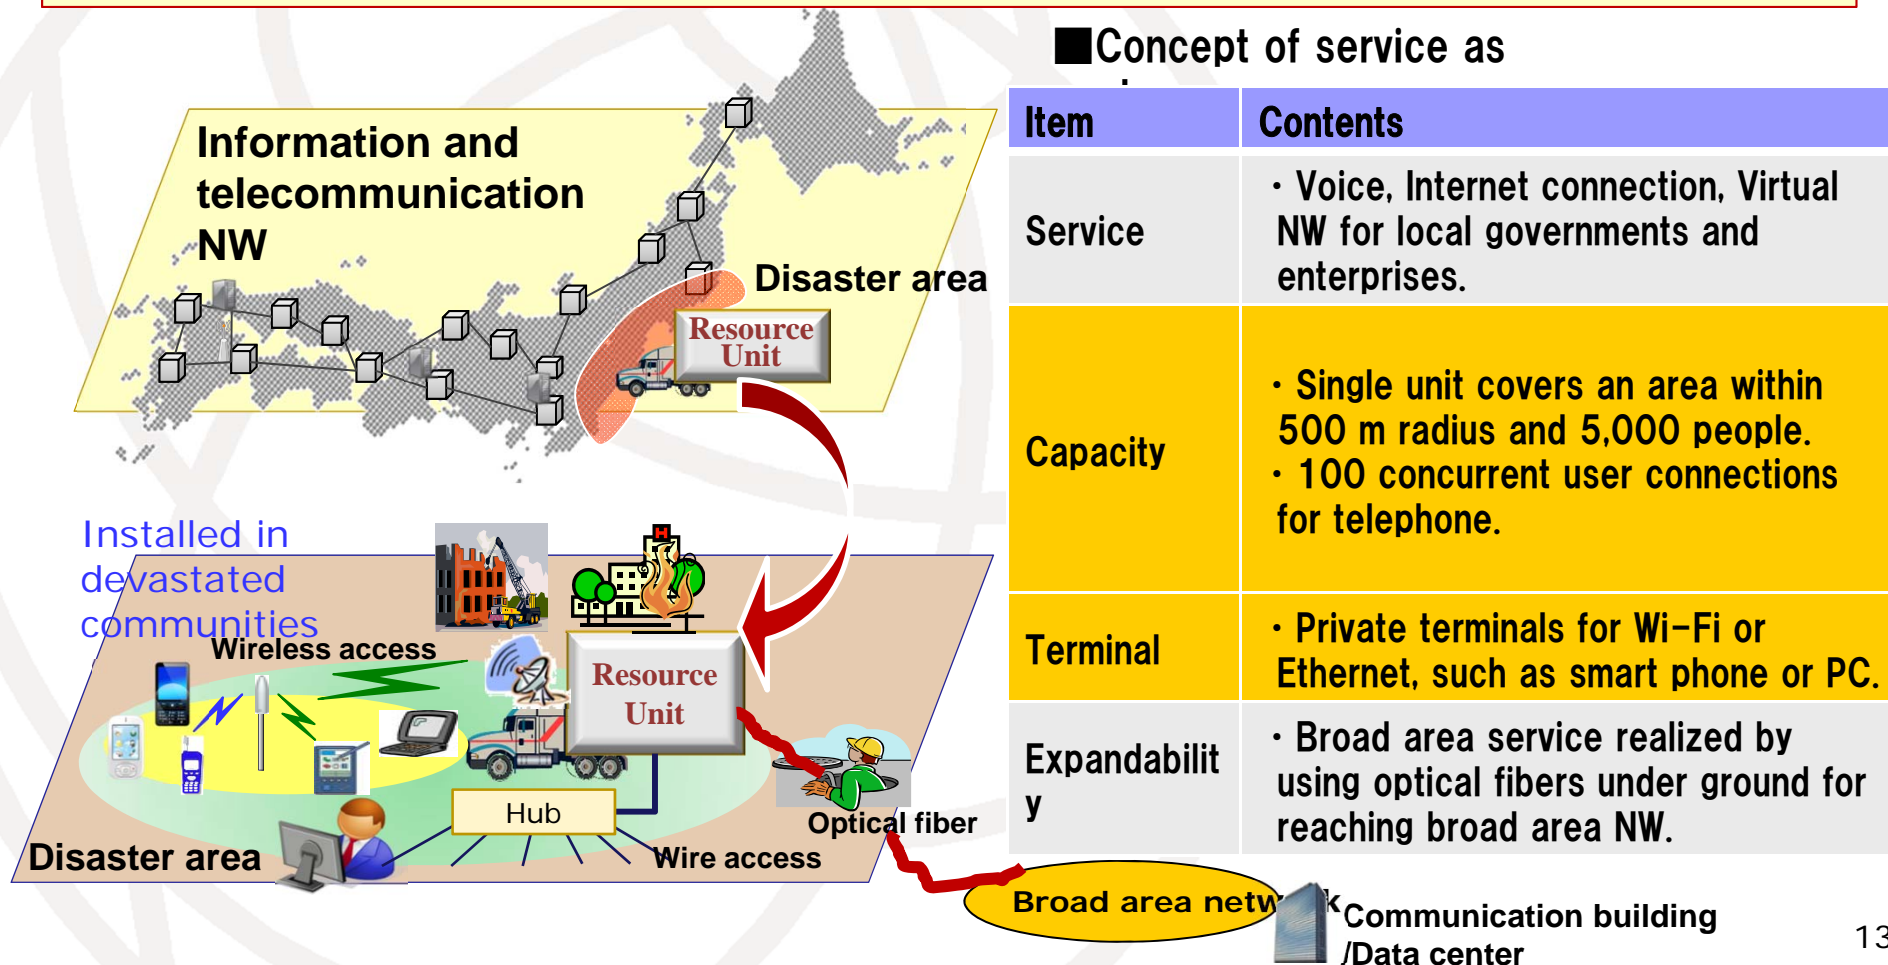 ■Concept of service as
Information and
telecommunication
NW
Disaster area
Resource
Unit
Item
Contents
Service
・Voice, Internet connection, Virtual
NW for local governments and
enterprises.
Capacity
・Single unit covers an area within
500 m radius and 5,000 people.
・100 concurrent user connections
for telephone.
Terminal
・Private terminals for Wi-Fi or
Ethernet, such as smart phone or PC.
Expandabilit
y
・Broad area service realized by
using optical fibers under ground for
reaching broad area NW.
Installed in
devastated
communities
Wireless access
H
Resource
Unit
Hub
Optical fiber
Wire access
Disaster area
Broad area netw k
Communication building
/Data center
13